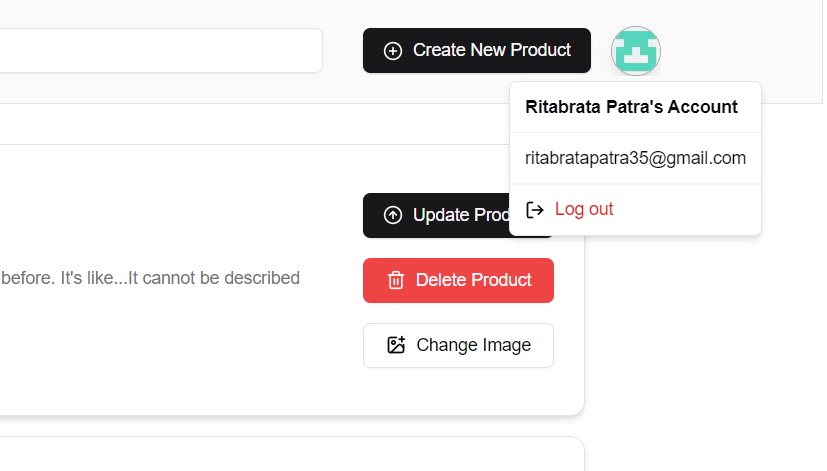 Create New Product
Ritabrata Patra's Account
ritabratapatra35@gmail.com
Log out
Update Prod
before. It's like...It cannot be described
Delete Product
Change Image